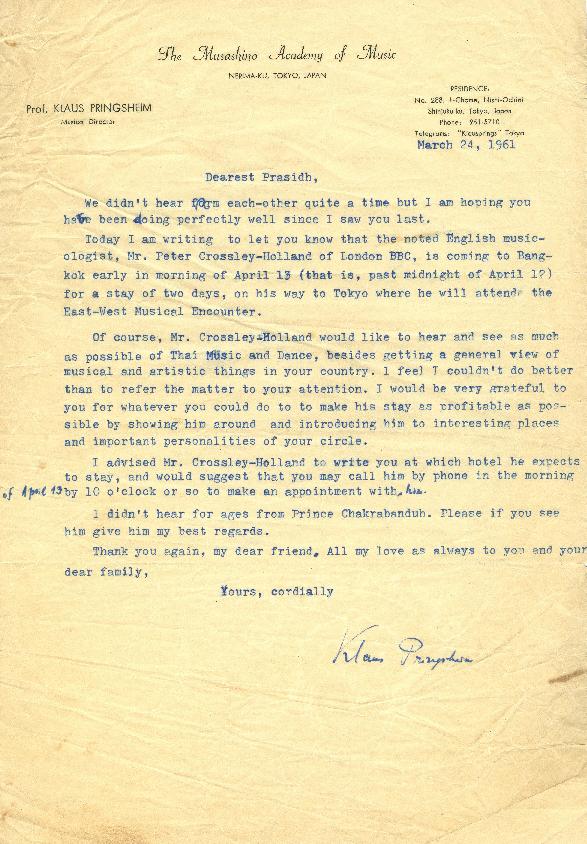 The Musashino Academy of Music
NERIMA-KU, TOKYO, JAPAN
Prof. KLAUS PRINGSHEIM
Musical Director
RESIDENCE:
No. 288, 1-Chome, Nishi-Ochiai
Shinjuku-ku, Tokyo, Japan
Phone: 951-5710
Telegrams: "Klausprings" Tokyo
March 24, 1961
Dearest Prasidh,
We didn't hear from each-other quite a time but I am hoping you
have been doing perfectly well since I saw you last.
Today I am writing to let you know that the noted English music-
ologist, Mr. Peter Crossley-Holland of London BBC, is coming to Bang-
kok early in morning of April 13 (that is, past midnight of April 12)
for a stay of two days, on his way to Tokyo where he will attend the
East-West Musical Encounter.
Of course, Mr. Crossley-Holland would like to hear and see as much
as possible of Thai Music and Dance, besides getting a general view of
musical and artistic things in your country. I feel I couldn't do better
than to refer the matter to your attention. I would be very grateful to
you for whatever you could do to to make his stay as profitable as pos-
sible by showing him around and introducing him to interesting places
and important personalities of your circle.
I advised Mr. Crossley-Holland to write you at which hotel he expects
to stay, and would suggest that you may call him by phone in the morning
of April 13 by 10 o'clock or so to make an appointment with him.
I didn't hear for ages from Prince Chakrabanduh. Please if you see
him give him my best regards.
Thank you again, my dear friend. All my love as always to you and your
dear family,
Yours, cordially
Klaus Pringsheim